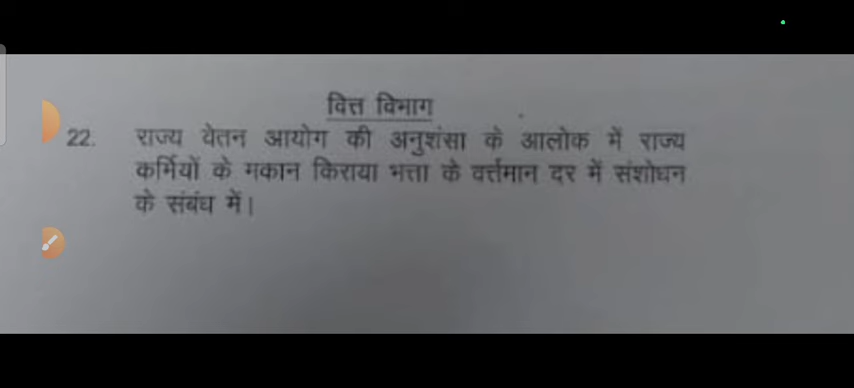 वित्त विभाग
22. राज्य वेतन आयोग की अनुशंसा के आलोक में राज्य
कर्मियों के मकान किराया भत्ता के वर्त्तमान दर में संशोधन
के संबंध में।